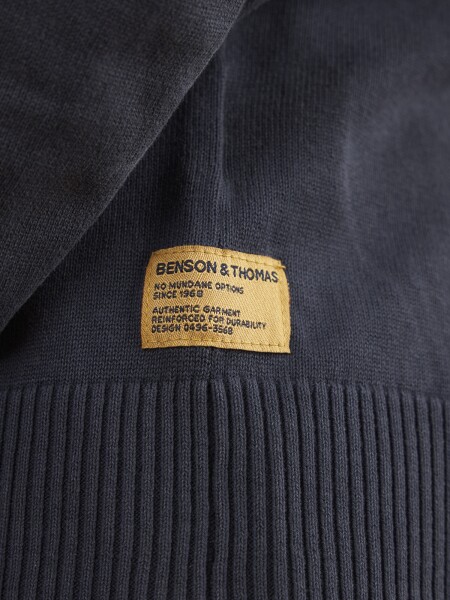 BENSON & THOMAS
NO MUNDANE OPTIONS
SINCE 1968
AUTHENTIC GARMENT
REINFORCED FOR DURABILITY
DESIGN 0496-3568